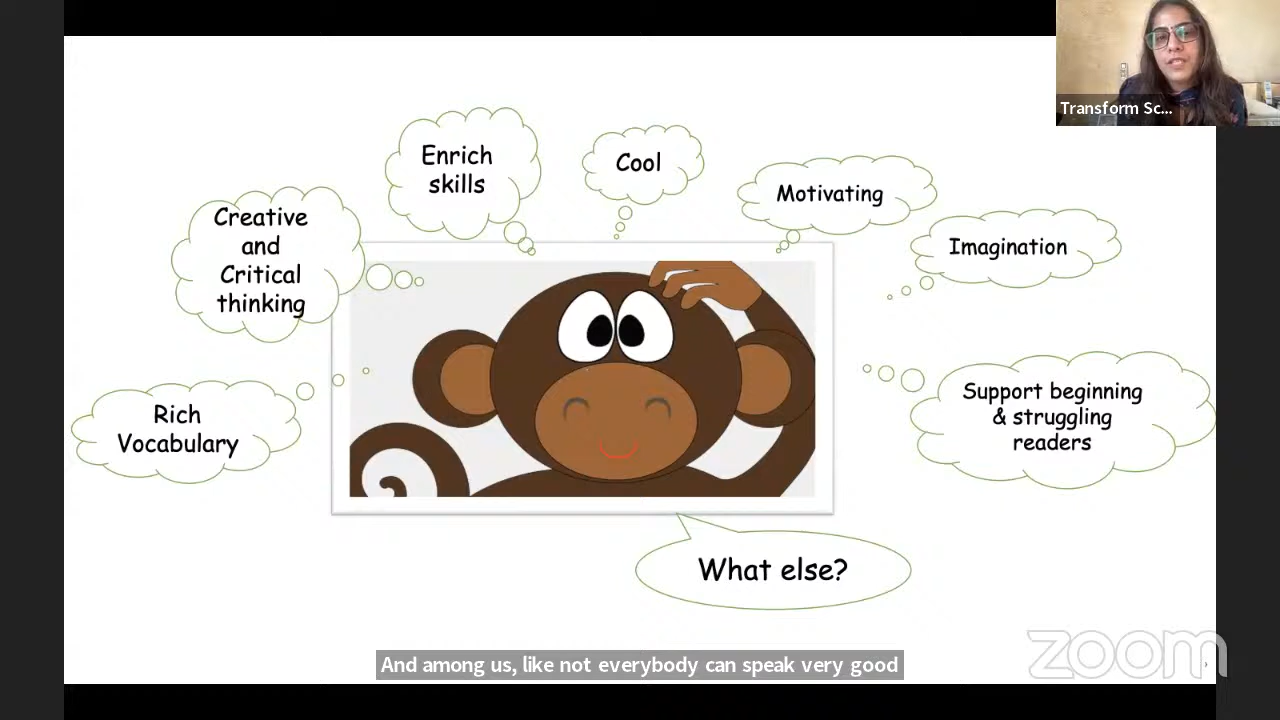 Transform Sc...
Enrich
skills
Cool
Motivating
Creative
and
Critical
thinking
Imagination
Rich
Vocabulary
Support beginning
& struggling
readers
What else?
zoom
And among us, like not everybody can speak very good